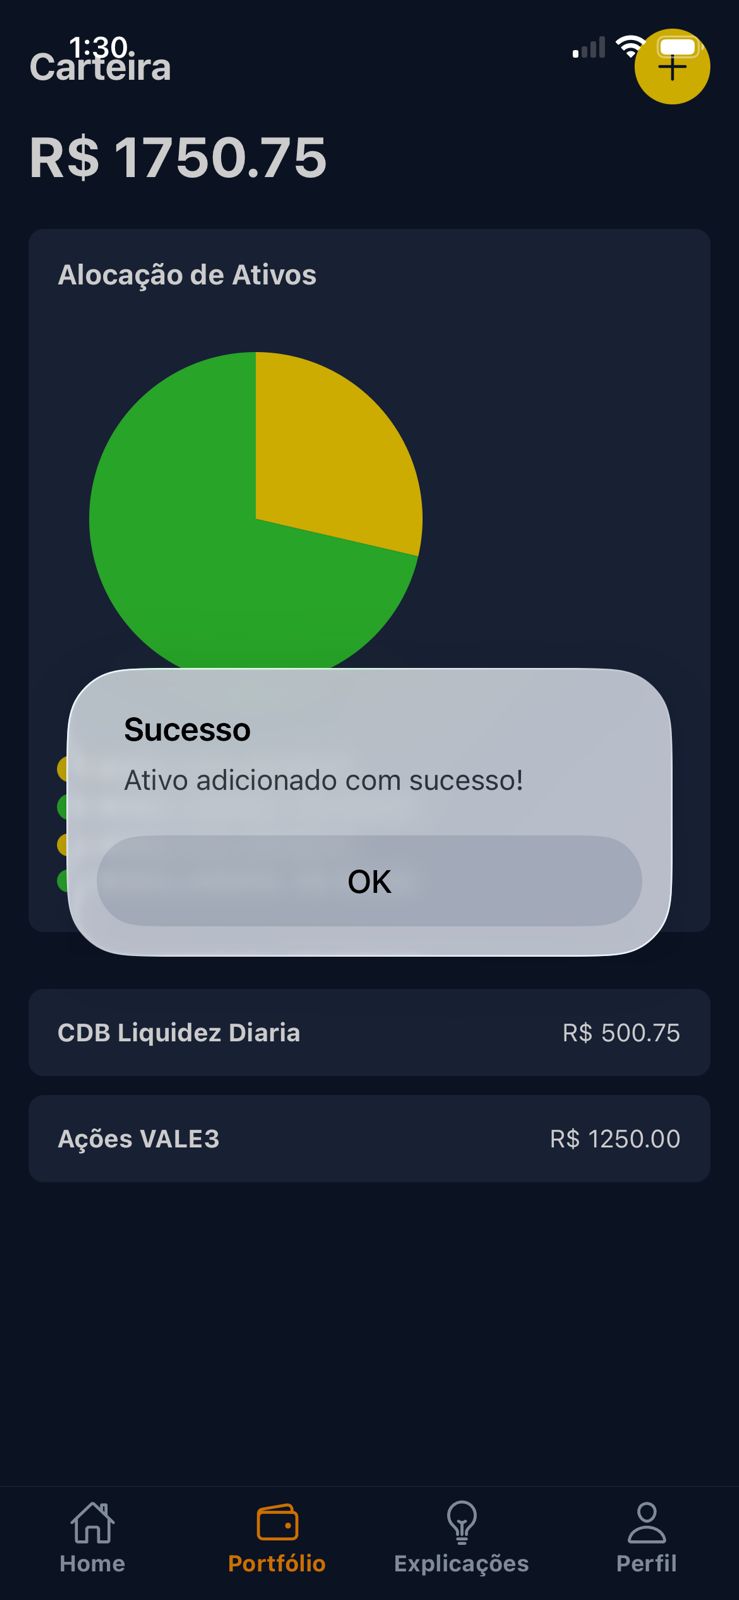 1:30
Carteira
R$ 1750.75
Alocação de Ativos
Sucesso
Ativo adicionado com sucesso!
OK
CDB Liquidez Diaria
R$ 500.75
Ações VALE3
R$ 1250.00
Home
Portfólio
Explicações
Perfil